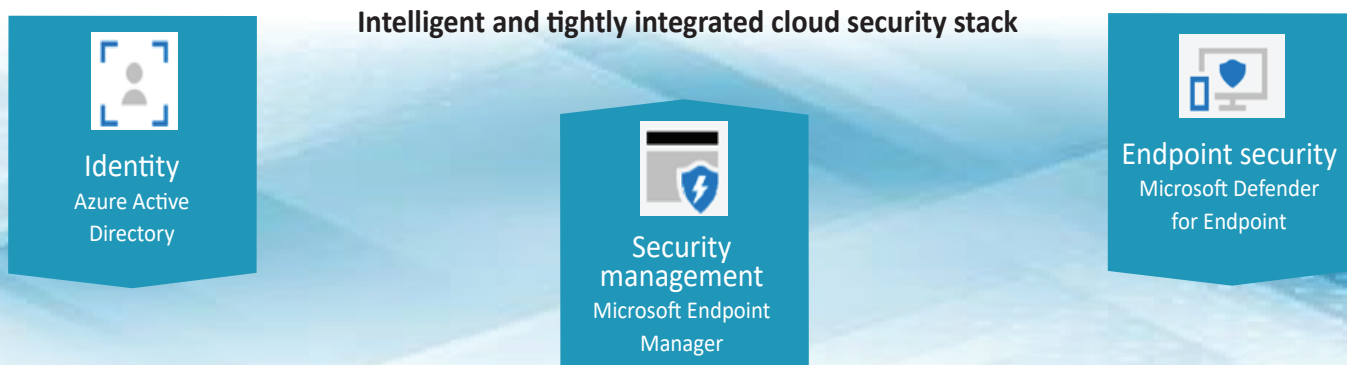 Intelligent and tightly integrated cloud security stack
Identity
Azure Active
Directory
Security
management
Microsoft Endpoint
Manager
Endpoint security
Microsoft Defender
for Endpoint